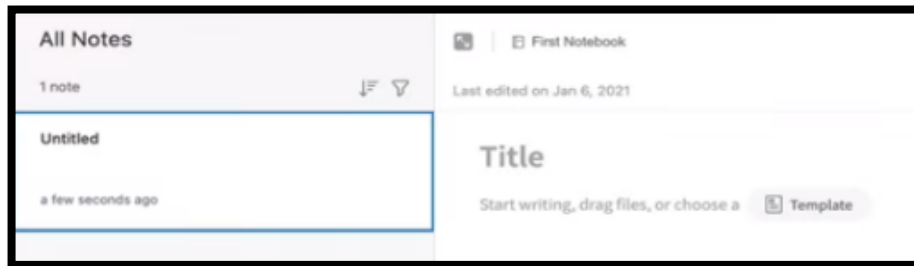 All Notes
1 note
Untitled
a few seconds ago
First Notebook
Last edited on Jan 6, 2021
Title
Start writing, drag files, or choose a Template